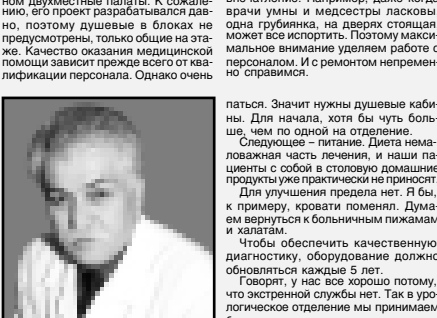 ном двухместные палаты. К сожале-
нию, его проект разрабатывался дав-
но, поэтому душевые в блоках не
предусмотрены, только общие на эта-
же. Качество оказания медицинской
помощи зависит прежде всего от ква-
лификации персонала. Однако очень
врачи умны и медсестры ласковы,
одна грубиянка, на дверях стоящая,
может все испортить. Поэтому макси-
мальное внимание уделяем работе с
персоналом. И с ремонтом непремен-
но справимся.
паться. Значит нужны душевые каби-
ны. Для начала, хотя бы чуть боль-
ше, чем по одной на отделение.
Следующее – питание. Диета нема-
ловажная часть лечения, и наши па-
циенты с собой в столовую домашние
продукты уже практически не приносят.
Для улучшения предела нет. Я бы,
к примеру, кровати поменял. Дума-
ем вернуться к больничным пижамам
и халатам.
Чтобы обеспечить качественную
диагностику, оборудование должно
обновляться каждые 5 лет.
Говорят, у нас все хорошо потому,
что экстренной службы нет. Так в уро-
логическое отделение мы принимаем